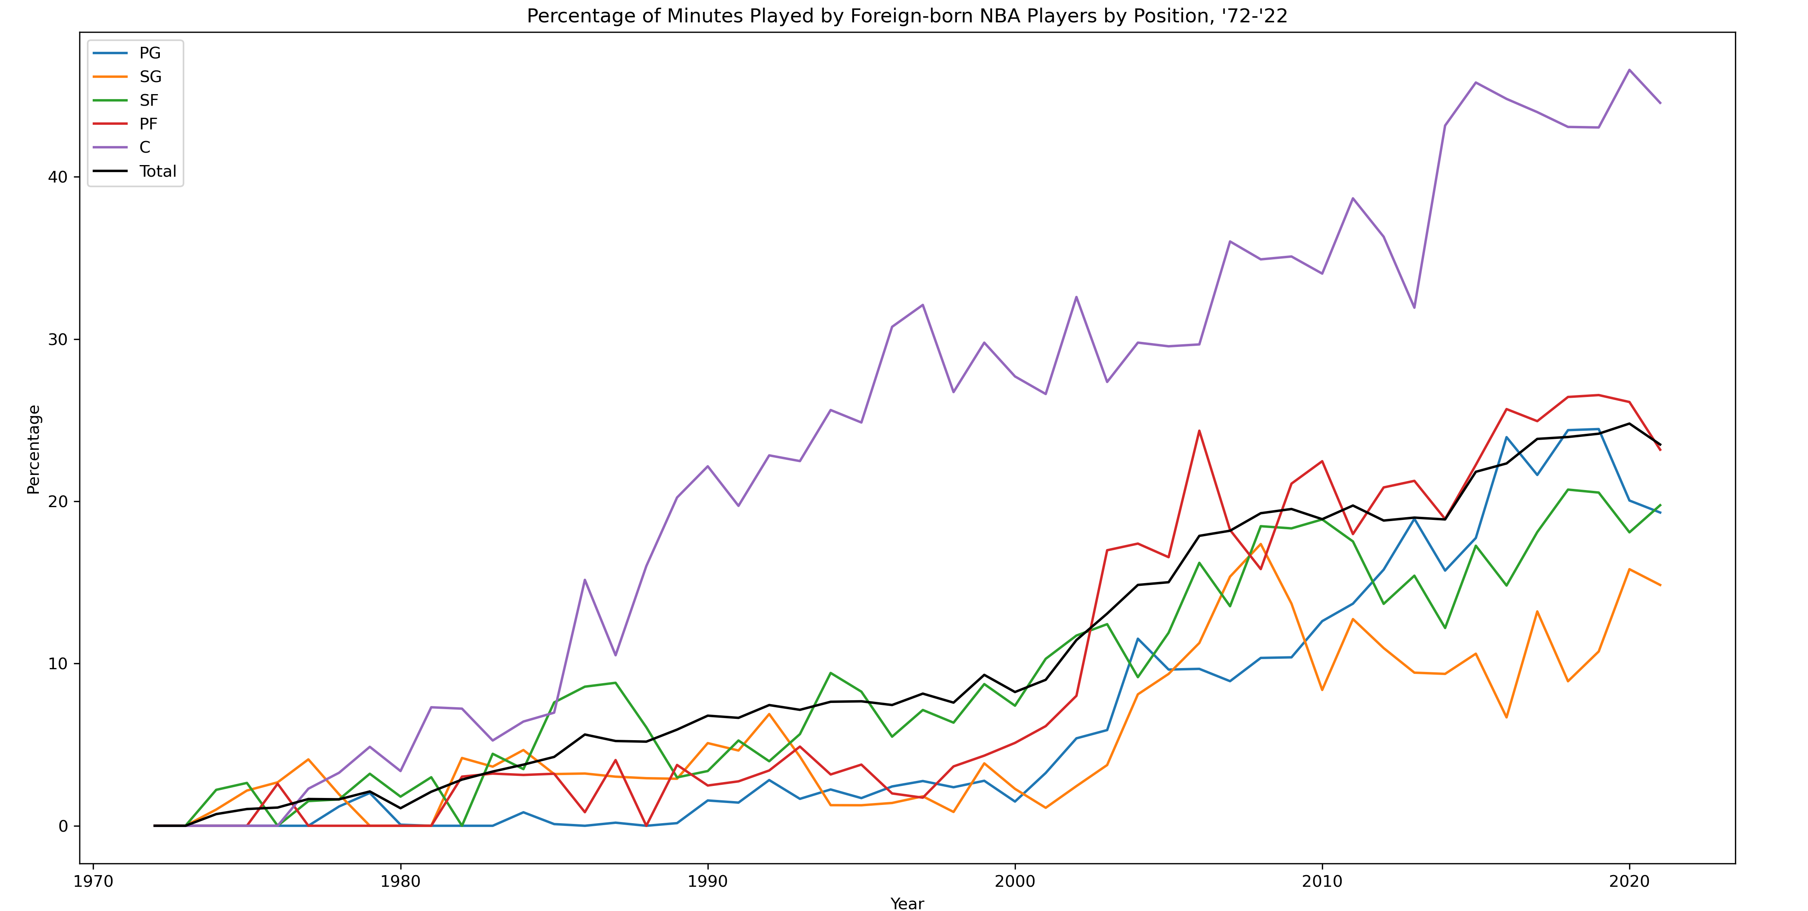 Percentage of Minutes Played by Foreign-born NBA Players by Position, '72-'22
PG
SG
SF
PF
C
Total
Percentage
40
30
20
10
0
1970 1980 1990 2000 2010 2020
Year